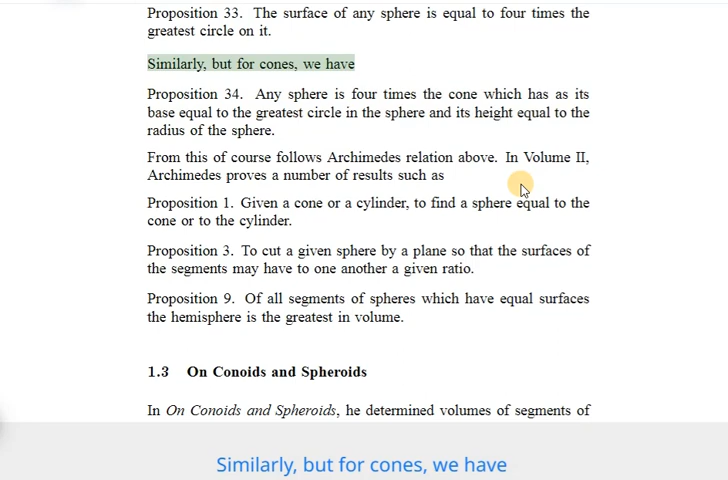 Proposition 33. The surface of any sphere is equal to four times the
greatest circle on it.
Similarly, but for cones, we have
Proposition 34. Any sphere is four times the cone which has as its
base equal to the greatest circle in the sphere and its height equal to the
radius of the sphere.
From this of course follows Archimedes relation above. In Volume II,
Archimedes proves a number of results such as
Proposition 1. Given a cone or a cylinder, to find a sphere equal to the
cone or to the cylinder.
Proposition 3. To cut a given sphere by a plane so that the surfaces of
the segments may have to one another a given ratio.
Proposition 9. Of all segments of spheres which have equal surfaces
the hemisphere is the greatest in volume.
1.3 On Conoids and Spheroids
In On Conoids and Spheroids, he determined volumes of segments of
Similarly, but for cones, we have